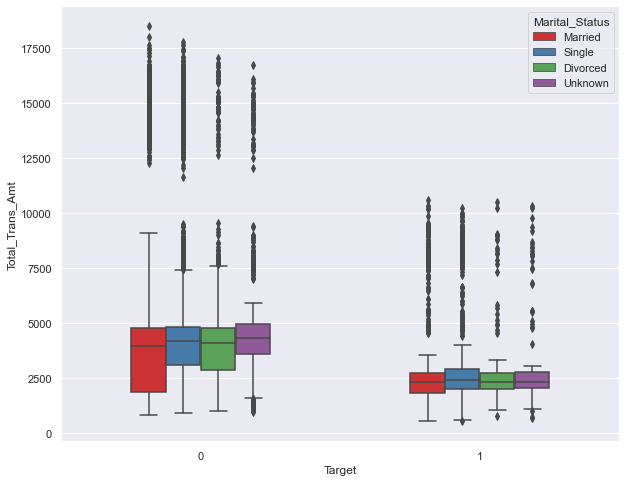 Marital_Status
Married
Single
Divorced
Unknown
Total_Trans_Amt
17500
15000
12500
10000
7500
5000
2500
0
0 1
Target